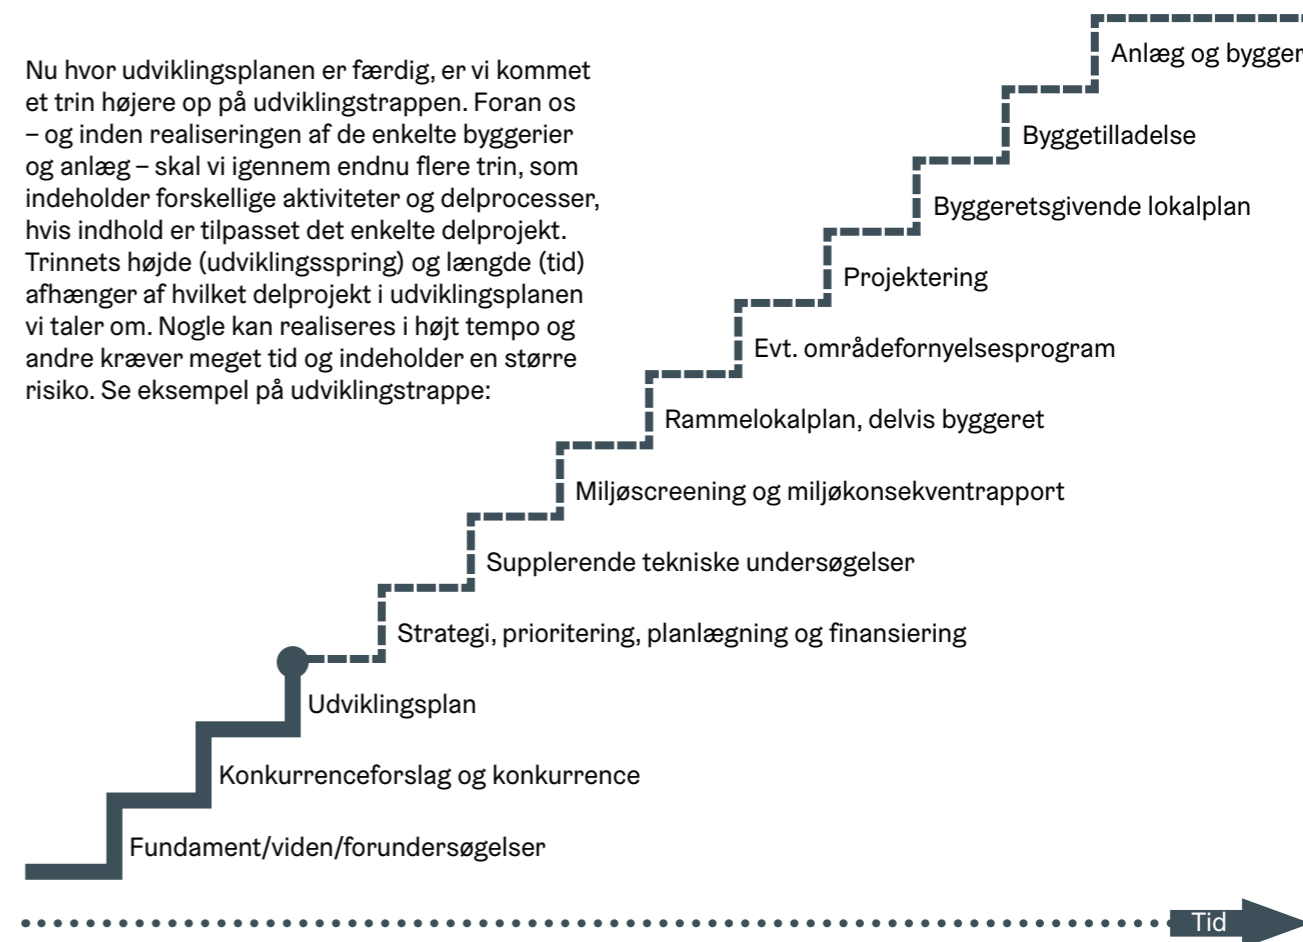 Nu hvor udviklingsplanen er færdig, er vi kommet
et trin højere op på udviklingstrappen. Foran os
– og inden realiseringen af de enkelte byggerier
og anlæg – skal vi igennem endnu flere trin, som
indeholder forskellige aktiviteter og delprocesser,
hvis indhold er tilpasset det enkelte delprojekt.
Trinnets højde (udviklingsspring) og længde (tid)
afhænger af hvilket delprojekt i udviklingsplanen
vi taler om. Nogle kan realiseres i højt tempo og
andre kræver meget tid og indeholder en større
risiko. Se eksempel på udviklingstrappe:
Anlæg og bygger
Byggetilladelse
Byggeretsgivende lokalplan
Projektering
Evt. områdefornyelsesprogram
Rammelokalplan, delvis byggeret
Miljøscreening og miljøkonsekventrapport
Supplerende tekniske undersøgelser
Strategi, prioritering, planlægning og finansiering
Udviklingsplan
Konkurrenceforslag og konkurrence
Fundament/viden/forundersøgelser
Tid